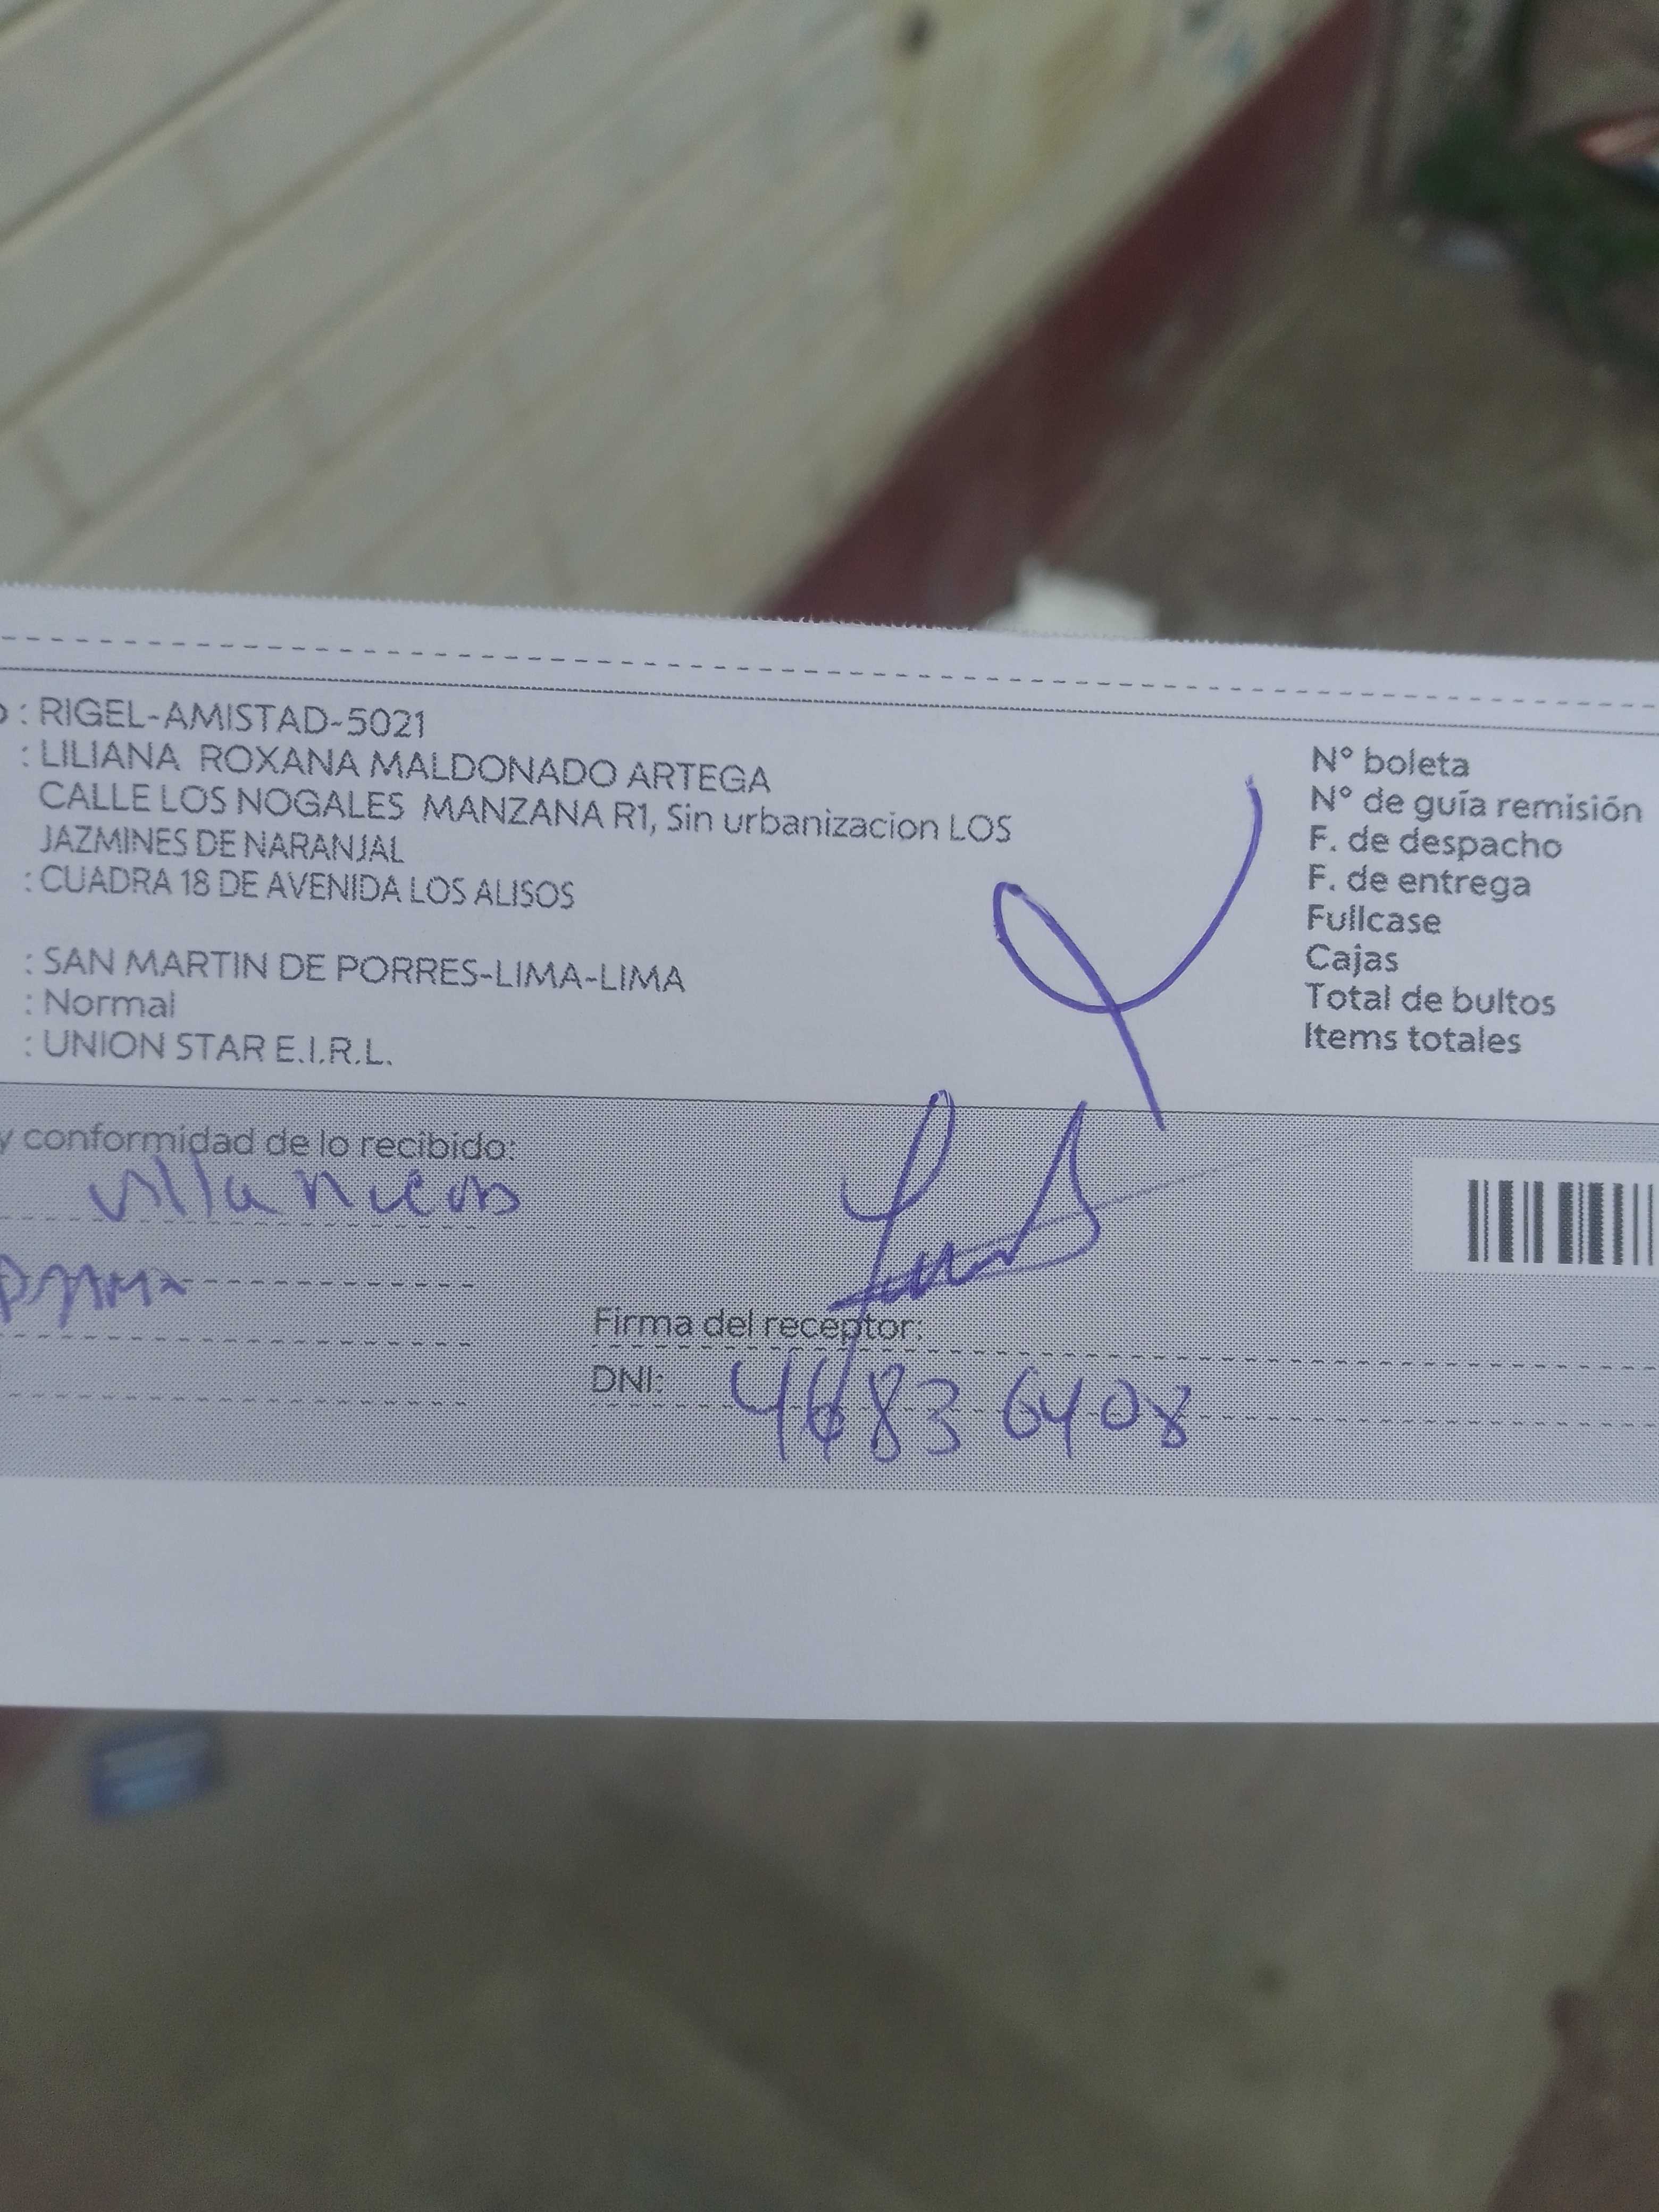 : RIGEL-AMISTAD-5021
: LILIANA ROXANA MALDONADO ARTEGA
CALLE LOS NOGALES MANZANA R1, Sin urbanizacion LOS
JAZMINES DE NARANJAL
: CUADRA 18 DE AVENIDA LOS ALISOS
: SAN MARTIN DE PORRES-LIMA-LIMA
: Normal
: UNION STAR E.I.R.L.
N° boleta
N° de guía remisión
F. de despacho
F. de entrega
Fullcase
Cajas
Total de bultos
Items totales
y conformidad de lo recibido:
Firma del receptor:
DNI: 46836408